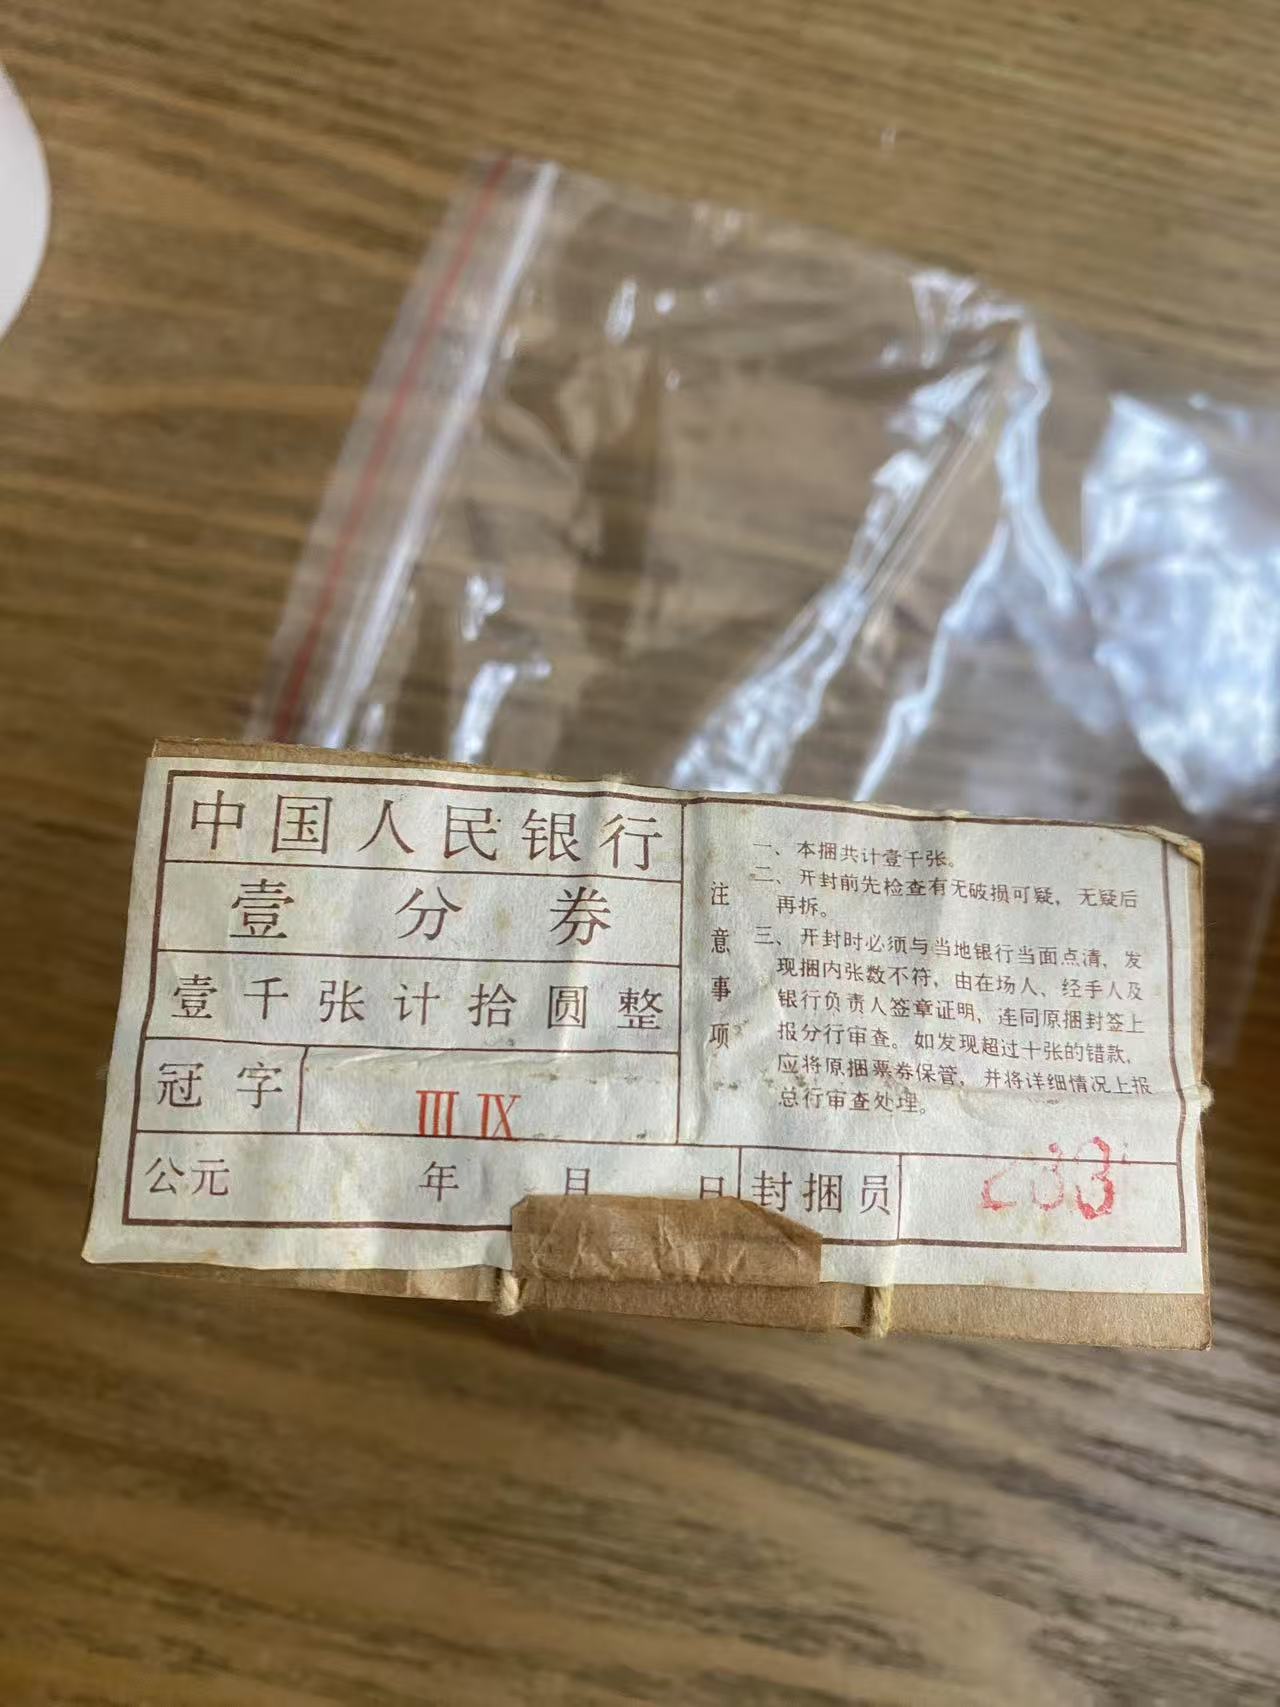 中国人民银行
壹分券
壹千张计拾圆整
冠字
III IX
公元 年 月 日
封捆员
233
注意事项
一、本捆共计壹千张。
二、开封前先检查有无破损可疑，无疑后
再拆。
三、开封时必须与当地银行当面点清，发
现捆内张数不符，由在场人、经手人及
银行负责人签章证明，连同原捆封签上
报分行审查。如发现超过十张的错款，
应将原捆票券保管，并将详细情况上报
总行审查处理。